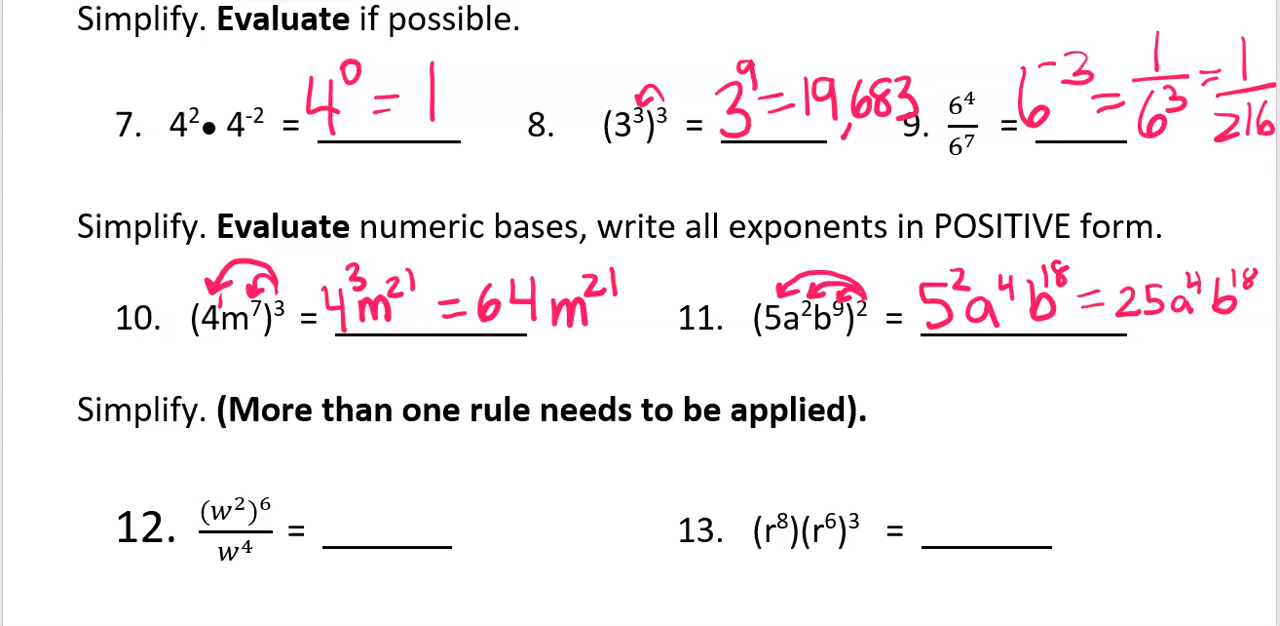 Simplify. Evaluate if possible.
7. 4²• 4⁻² = 4⁰ = 1 8. (3³)³ = 3⁹ = 19,683 9. 6⁴/6⁷ = 6⁻³ = 1/6³ = 1/216
Simplify. Evaluate numeric bases, write all exponents in POSITIVE form.
10. (4¹m⁷)³ = 4³m²¹ = 64m²¹ 11. (5a²b⁹)² = 5²a⁴b¹⁸ = 25a⁴b¹⁸
Simplify. (More than one rule needs to be applied).
12. (w²)⁶/w⁴ = ______ 13. (r⁸)(r⁶)³ = ______